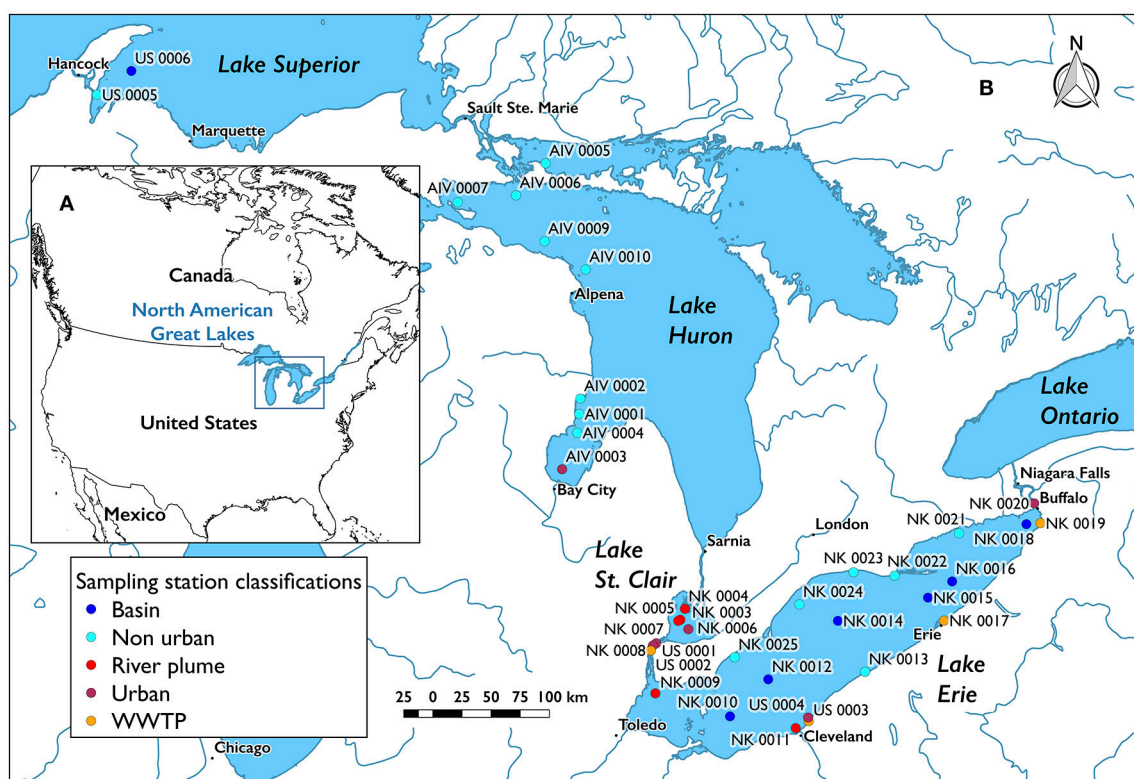 Hancock
US 0006
US 0005
Lake Superior
Marquette
Sault Ste. Marie
B
N
AIV 0005
AIV 0007
AIV 0006
AIV 0009
AIV 0010
Alpena
Lake
Huron
A
Canada
North American
Great Lakes
United States
Mexico
AIV 0002
AIV 0001
AIV 0004
AIV 0003
Bay City
Lake
Ontario
Niagara Falls
Buffalo
NK 0020
NK 0019
NK 0018
NK 0021
London
Sarnia
Lake
St. Clair
NK 0023
NK 0022
NK 0016
NK 0004
NK 0005
NK 0003
NK 0024
NK 0015
NK 0007
NK 0006
NK 0014
Erie
NK 0017
NK 0008
US 0001
US 0002
NK 0025
NK 0013
Lake
Erie
NK 0009
NK 0012
NK 0010
US 0004
US 0003
Toledo
NK 0011
Cleveland
Chicago
Sampling station classifications
Basin
Non urban
River plume
Urban
WWTP
25 0 25 50 75 100 km